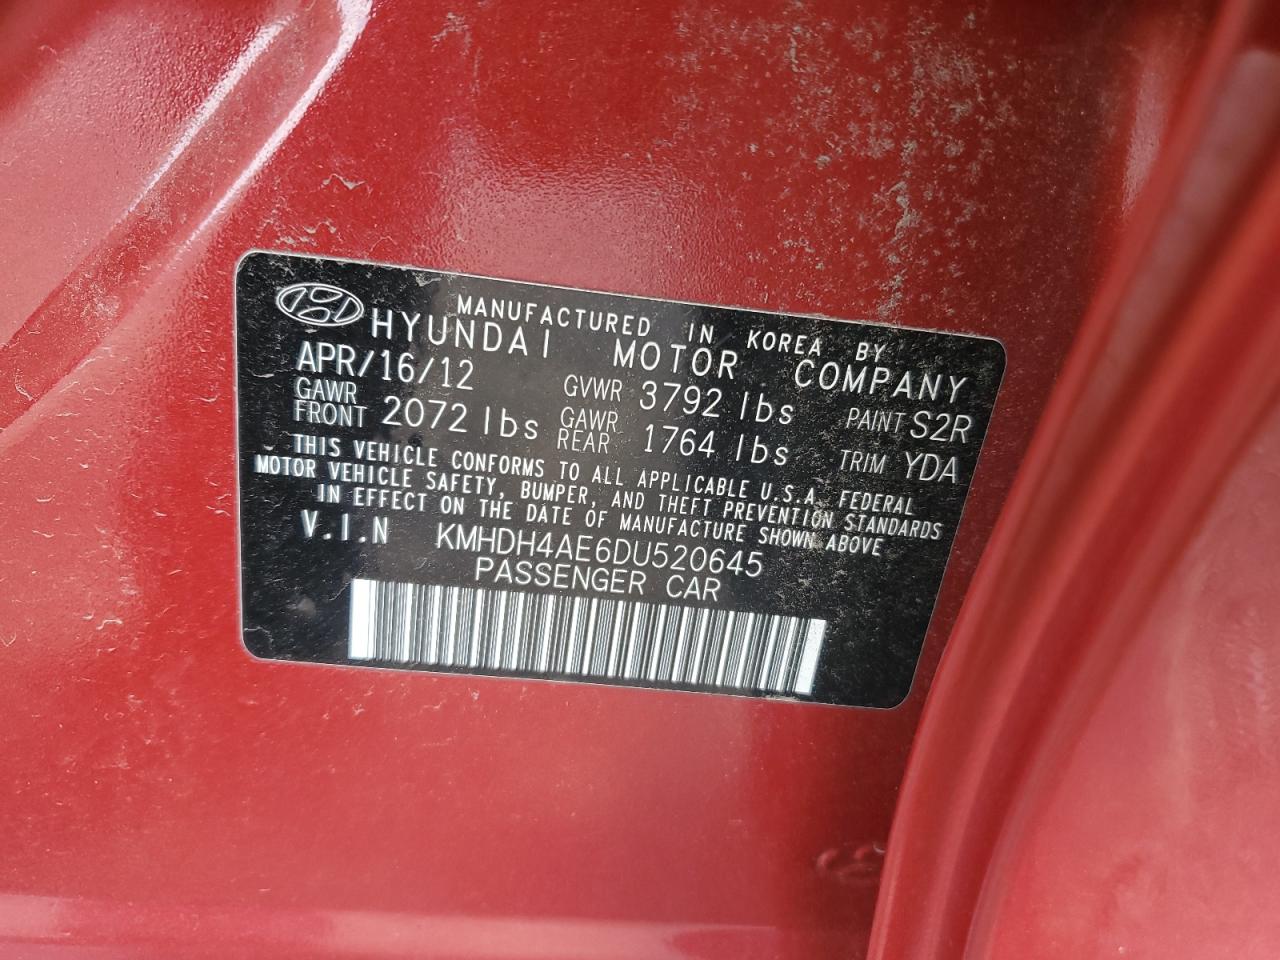 MANUFACTURED IN KOREA BY
HYUNDAI MOTOR COMPANY
APR/16/12 GVWR 3792 lbs PAINT S2R
GAWR FRONT 2072 lbs GAWR REAR 1764 lbs TRIM YDA
THIS VEHICLE CONFORMS TO ALL APPLICABLE U.S.A. FEDERAL
MOTOR VEHICLE SAFETY, BUMPER, AND THEFT PREVENTION STANDARDS
IN EFFECT ON THE DATE OF MANUFACTURE SHOWN ABOVE
V.I.N KMHDH4AE6DU520645
PASSENGER CAR